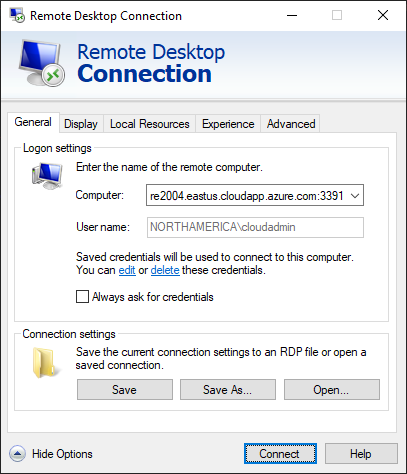 Remote Desktop Connection
Remote Desktop
Connection
General Display Local Resources Experience Advanced
Logon settings
Enter the name of the remote computer.
Computer: re2004.eastus.cloudapp.azure.com:3391
User name: NORTHAMERICA\cloudadmin
Saved credentials will be used to connect to this computer.
You can edit or delete these credentials.
Always ask for credentials
Connection settings
Save the current connection settings to an RDP file or open a
saved connection.
Save Save As... Open...
Hide Options Connect Help